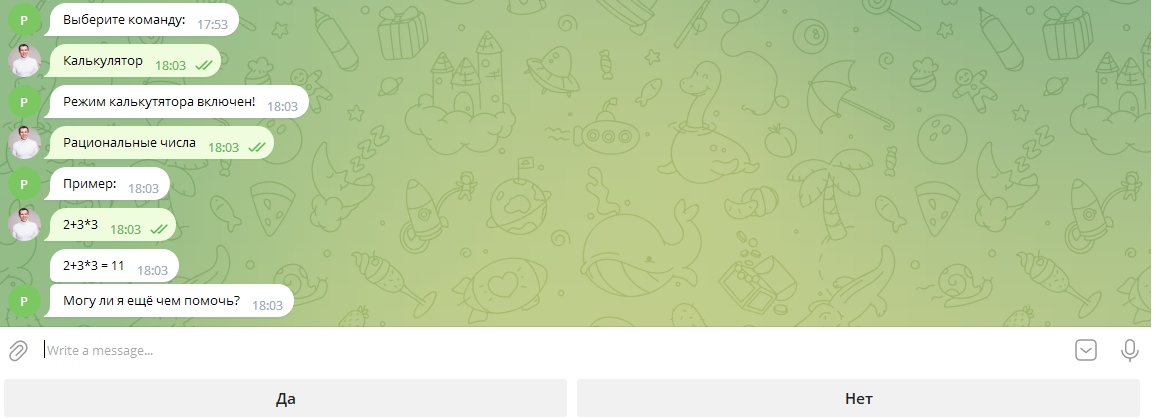 P
Выберите команду: 17:53
Калькулятор 18:03
P
Режим калькутятора включен! 18:03
Рациональные числа 18:03
P
Пример: 18:03
2+3*3 18:03
2+3*3 = 11 18:03
P
Могу ли я ещё чем помочь? 18:03
Write a message...
Да
Нет